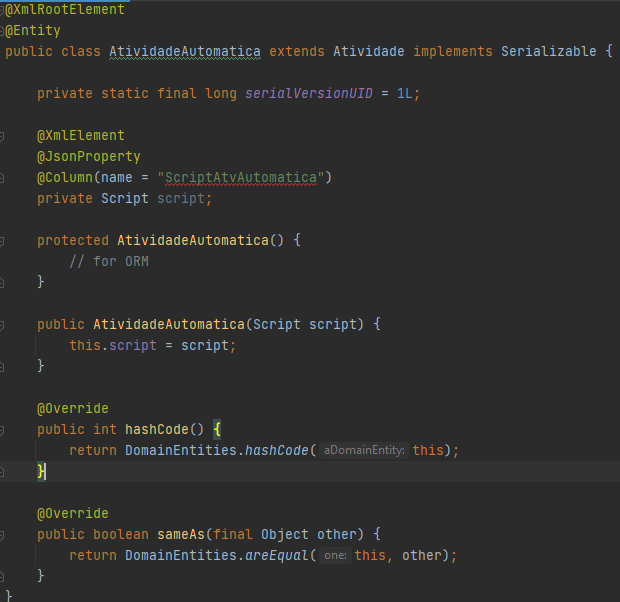 @XmlRootElement
@Entity
public class AtividadeAutomatica extends Atividade implements Serializable {
private static final long serialVersionUID = 1L;
@XmlElement
@JsonProperty
@Column(name = "ScriptAtvAutomatica")
private Script script;
protected AtividadeAutomatica() {
// for ORM
}
public AtividadeAutomatica(Script script) {
this.script = script;
}
@Override
public int hashCode() {
return DomainEntities.hashCode( aDomainEntity: this);
}
@Override
public boolean sameAs(final Object other) {
return DomainEntities.areEqual( one: this, other);
}
}